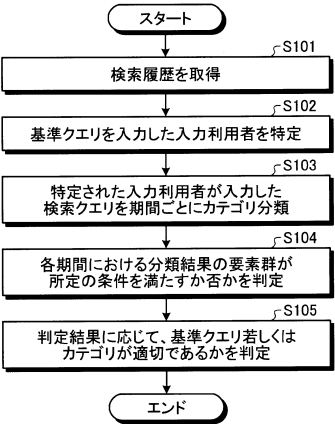 スタート
S101
検索履歴を取得
S102
基準クエリを入力した入力利用者を特定
S103
特定された入力利用者が入力した
検索クエリを期間ごとにカテゴリ分類
S104
各期間における分類結果の要素群が
所定の条件を満たすか否かを判定
S105
判定結果に応じて、基準クエリ若しくは
カテゴリが適切であるかを判定
エンド